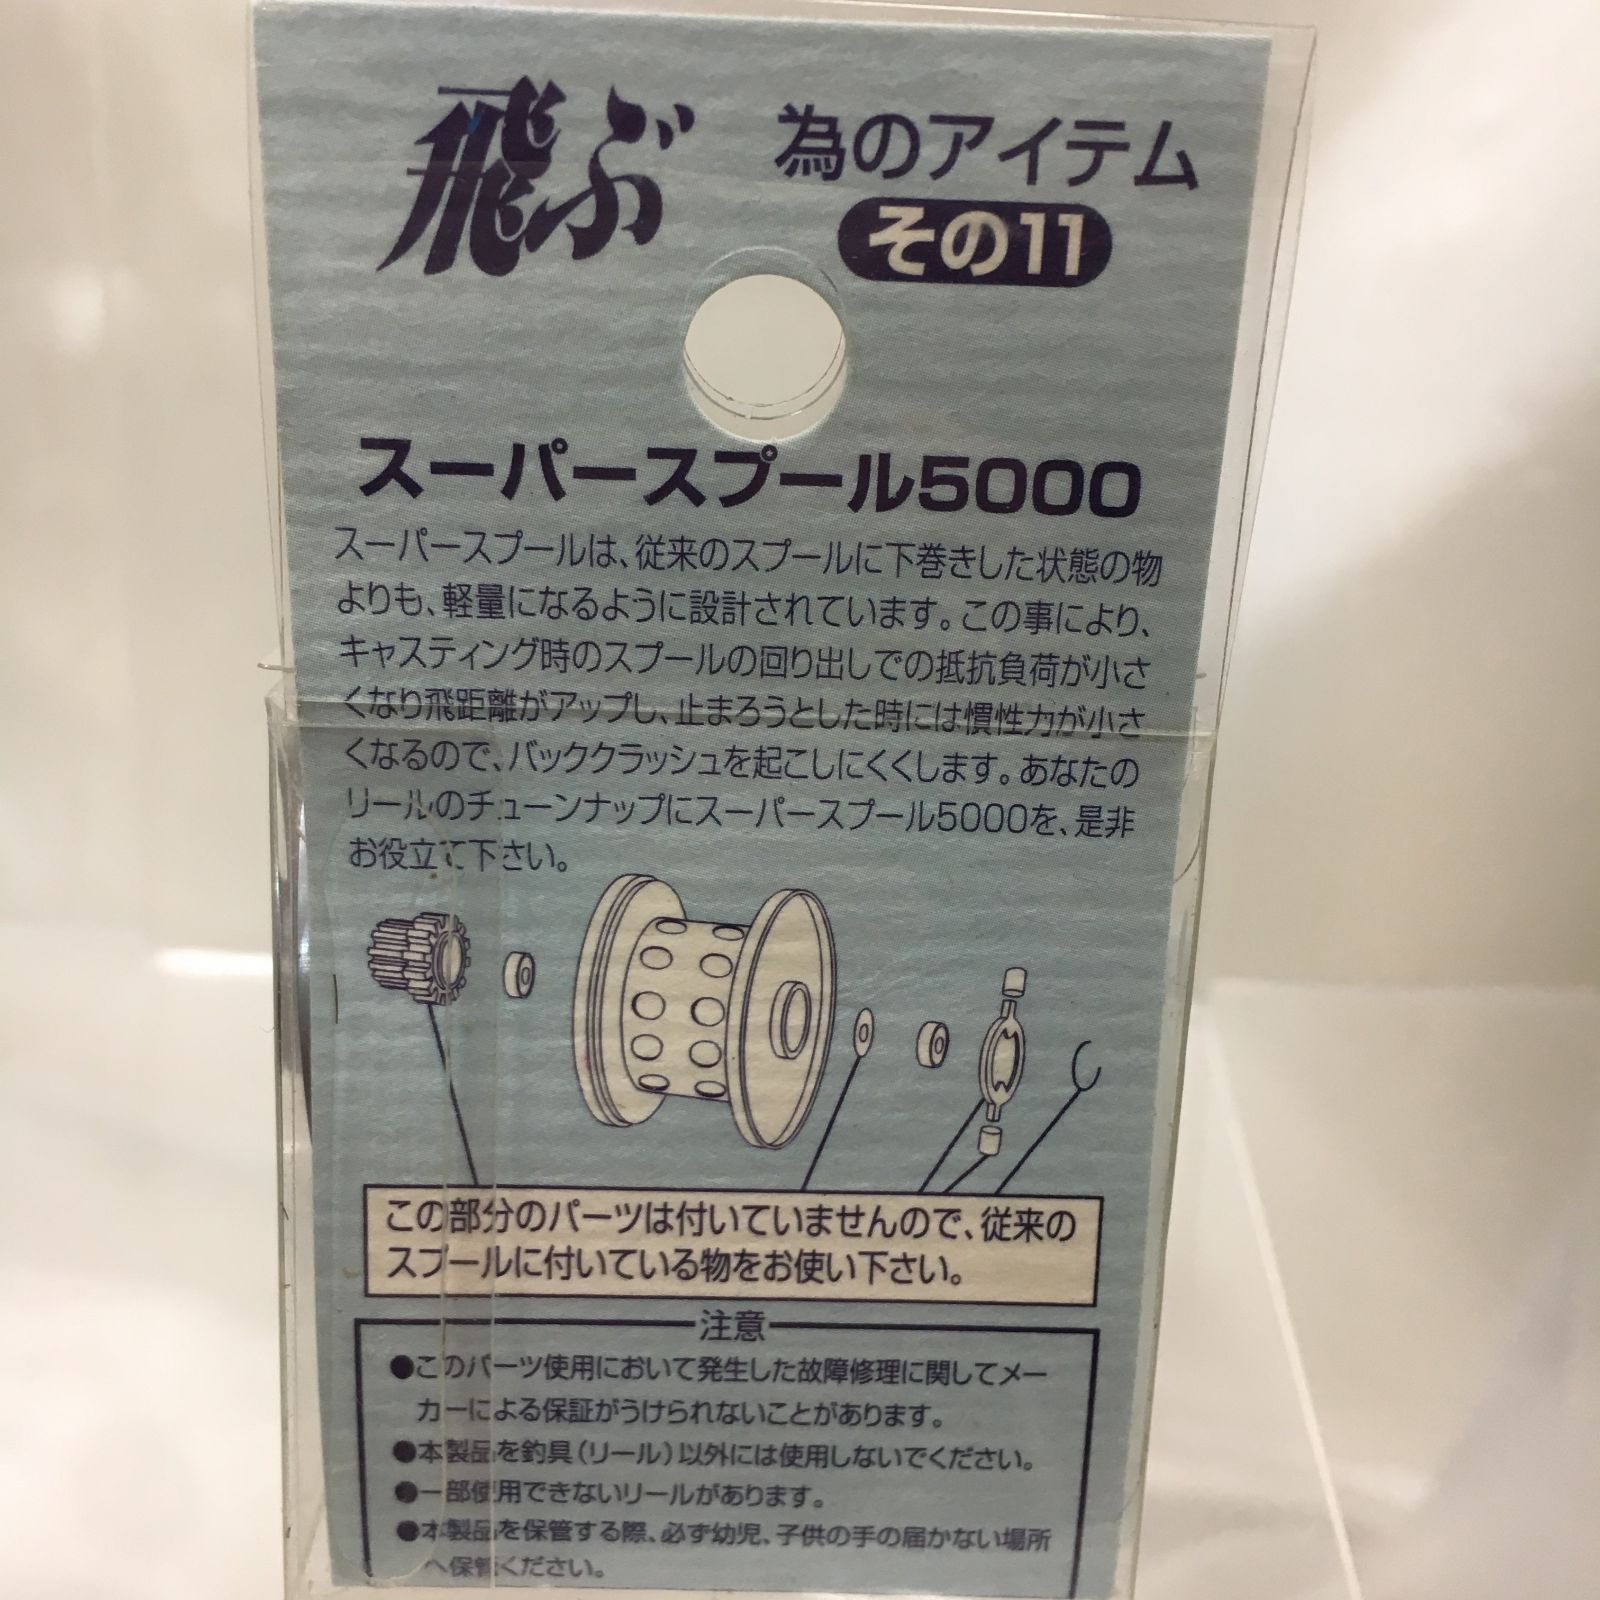 飛ぶ 為のアイテム
その11
スーパースプール5000
スーパースプールは、従来のスプールに下巻きした状態の物
よりも、軽量になるように設計されています。この事により、
キャスティング時のスプールの回り出しでの抵抗負荷が小さ
くなり飛距離がアップし、止まろうとした時には慣性力が小さ
くなるので、バッククラッシュを起こしにくくします。あなたの
リールのチューンナップにスーパースプール5000を、是非
お役立て下さい。
この部分のパーツは付いていませんので、従来の
スプールに付いている物をお使い下さい。
注意
●このパーツ使用において発生した故障修理に関してメー
カーによる保証がうけられないことがあります。
●本製品を釣具(リール)以外には使用しないでください。
●一部使用できないリールがあります。
●本製品を保管する際、必ず幼児、子供の手の届かない場所
へ保管ください。